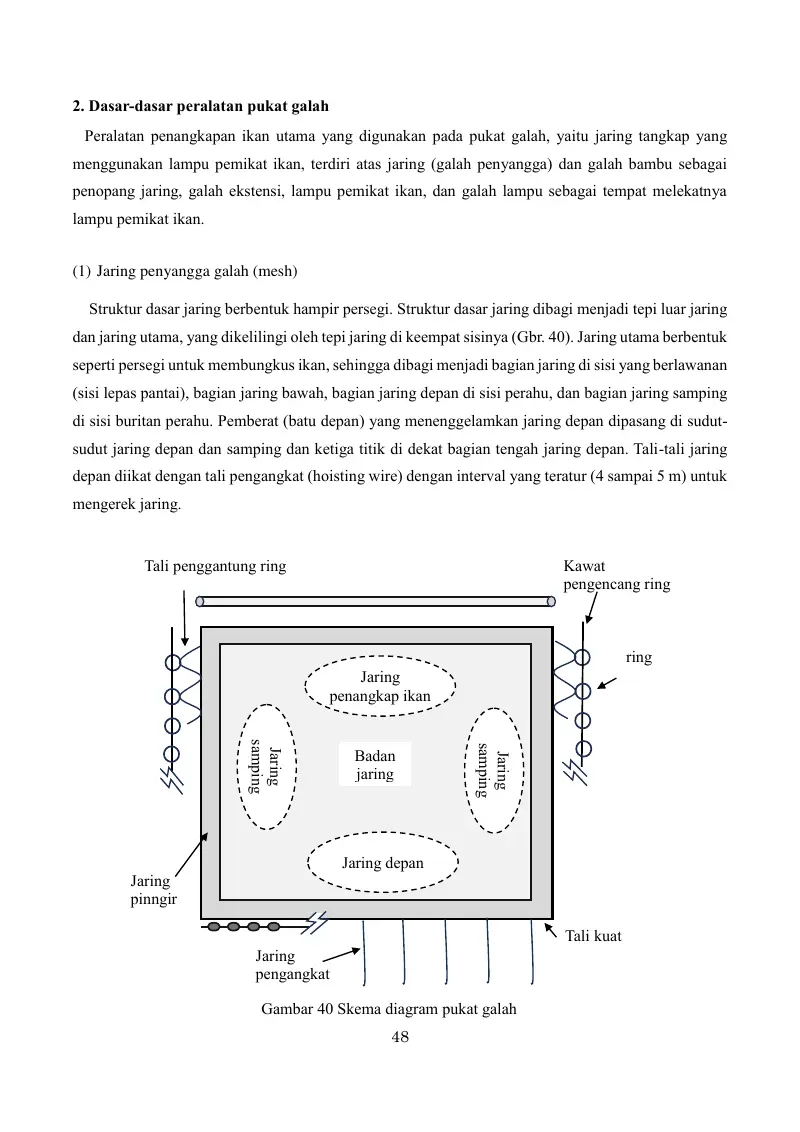 2. Dasar-dasar peralatan pukat galah
Peralatan penangkapan ikan utama yang digunakan pada pukat galah, yaitu jaring tangkap yang
menggunakan lampu pemikat ikan, terdiri atas jaring (galah penyangga) dan galah bambu sebagai
penopang jaring, galah ekstensi, lampu pemikat ikan, dan galah lampu sebagai tempat melekatnya
lampu pemikat ikan.
(1) Jaring penyangga galah (mesh)
Struktur dasar jaring berbentuk hampir persegi. Struktur dasar jaring dibagi menjadi tepi luar jaring
dan jaring utama, yang dikelilingi oleh tepi jaring di keempat sisinya (Gbr. 40). Jaring utama berbentuk
seperti persegi untuk membungkus ikan, sehingga dibagi menjadi bagian jaring di sisi yang berlawanan
(sisi lepas pantai), bagian jaring bawah, bagian jaring depan di sisi perahu, dan bagian jaring samping
di sisi buritan perahu. Pemberat (batu depan) yang menenggelamkan jaring depan dipasang di sudut-
sudut jaring depan dan samping dan ketiga titik di dekat bagian tengah jaring depan. Tali-tali jaring
depan diikat dengan tali pengangkat (hoisting wire) dengan interval yang teratur (4 sampai 5 m) untuk
mengerek jaring.
Tali penggantung ring
Kawat
pengencang ring
ring
Jaring
penangkap ikan
Jaring
samping
Badan
jaring
Jaring
samping
Jaring depan
Jaring
pinngir
Tali kuat
Jaring
pengangkat
Gambar 40 Skema diagram pukat galah
48